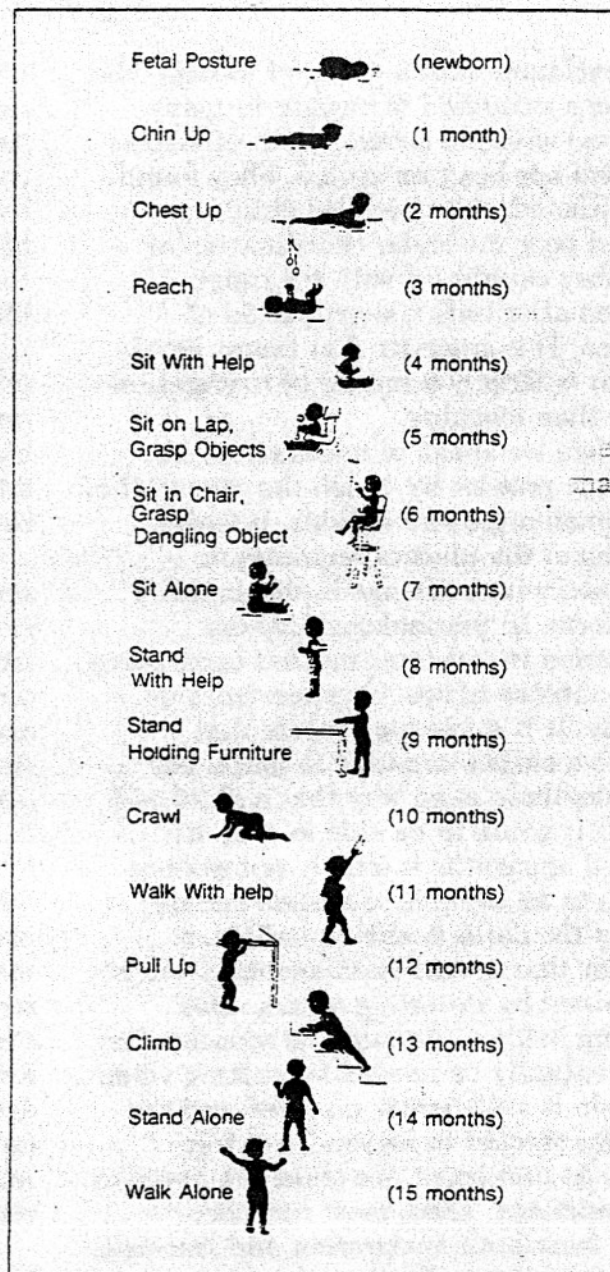 Fetal Posture (newborn)
Chin Up (1 month)
Chest Up (2 months)
Reach (3 months)
Sit With Help (4 months)
Sit on Lap,
Grasp Objects (5 months)
Sit in Chair,
Grasp (6 months)
Dangling Object
Sit Alone (7 months)
Stand
With Help (8 months)
Stand (9 months)
Holding Furniture
Crawl (10 months)
Walk With help (11 months)
Pull Up (12 months)
Climb (13 months)
Stand Alone (14 months)
Walk Alone (15 months)